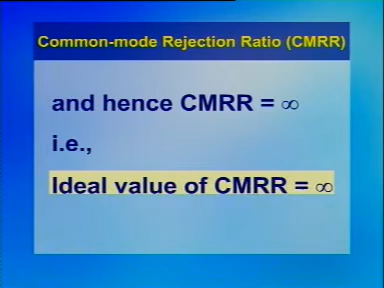 Common-mode Rejection Ratio (CMRR)
and hence CMRR = ∞
i.e.,
Ideal value of CMRR = ∞